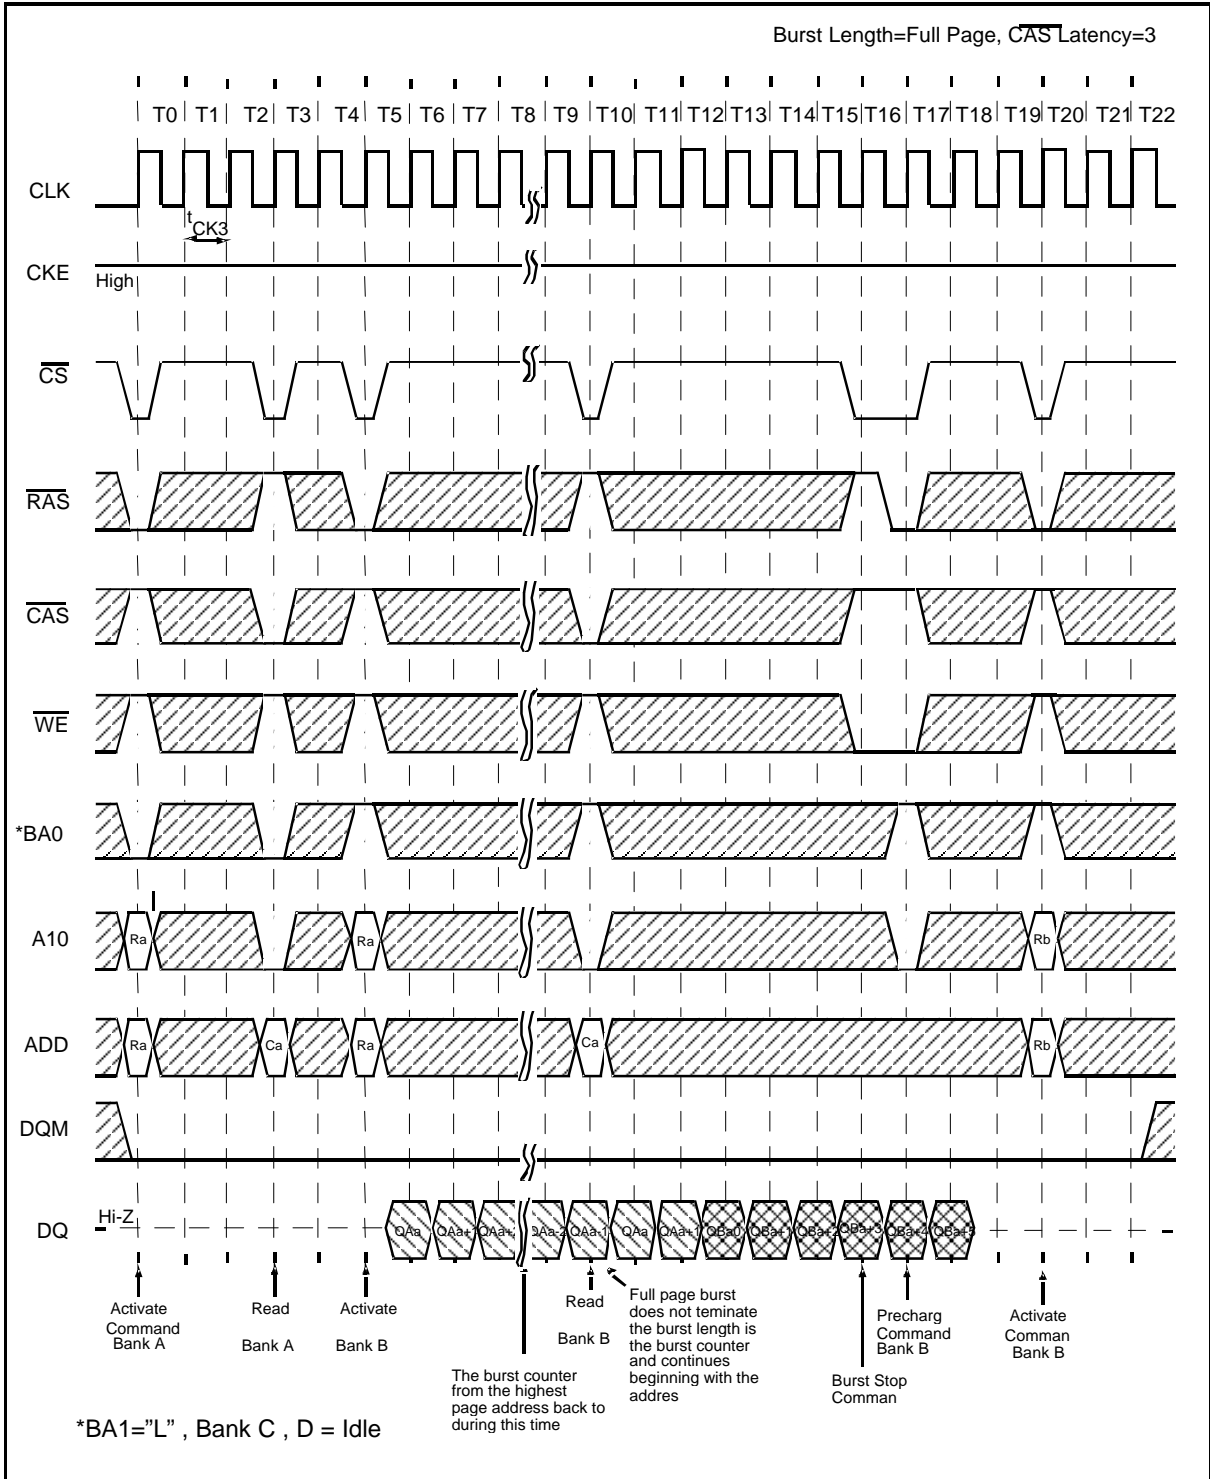 Burst Length=Full Page, CAS Latency=3
T0 T1 T2 T3 T4 T5 T6 T7 T8 T9 T10 T11 T12 T13 T14 T15 T16 T17 T18 T19 T20 T21 T22
CLK
tCK3
CKE
High
CS
RAS
CAS
WE
*BA0
A10
Ra Ra Rb
ADD
Ra Ca Ra Ca Rb
DQM
DQ
Hi-Z
QAa QAa+1 QAa-1 QAa QAa+1 QBa0 QBa+1 QBa+2 QBa+3 QBa+4 QBa+5
Activate
Command
Bank A
Read
Bank A
Activate
Bank B
The burst counter
from the highest
page address back to
during this time
Read
Bank B
Full page burst
does not teminate
the burst length is
the burst counter
and continues
beginning with the
addres
Burst Stop
Comman
Precharg
Command
Bank B
Activate
Comman
Bank B
*BA1="L" , Bank C , D = Idle